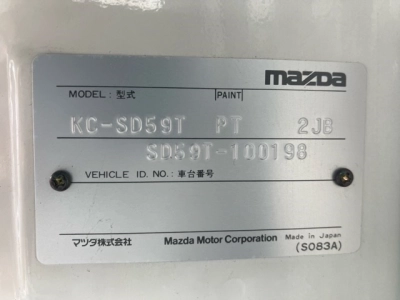 mazda
MODEL: 型式 PAINT
KC-SD59T PT 2JB
SD59T-100198
VEHICLE ID. NO.: 車台番号
マツダ株式会社 Mazda Motor Corporation Made in Japan
(S083A)